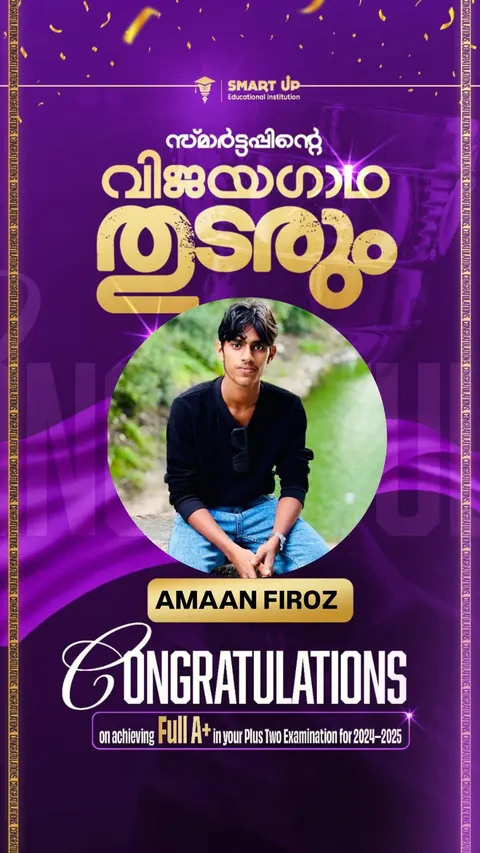 SMART UP
Educational Institution
സ്മാർട്ടപ്പിന്റെ
വിജയഗാഥ
തുടരും
AMAAN FIROZ
CONGRATULATIONS
on achieving Full A+ in your Plus Two Examination for 2024–2025